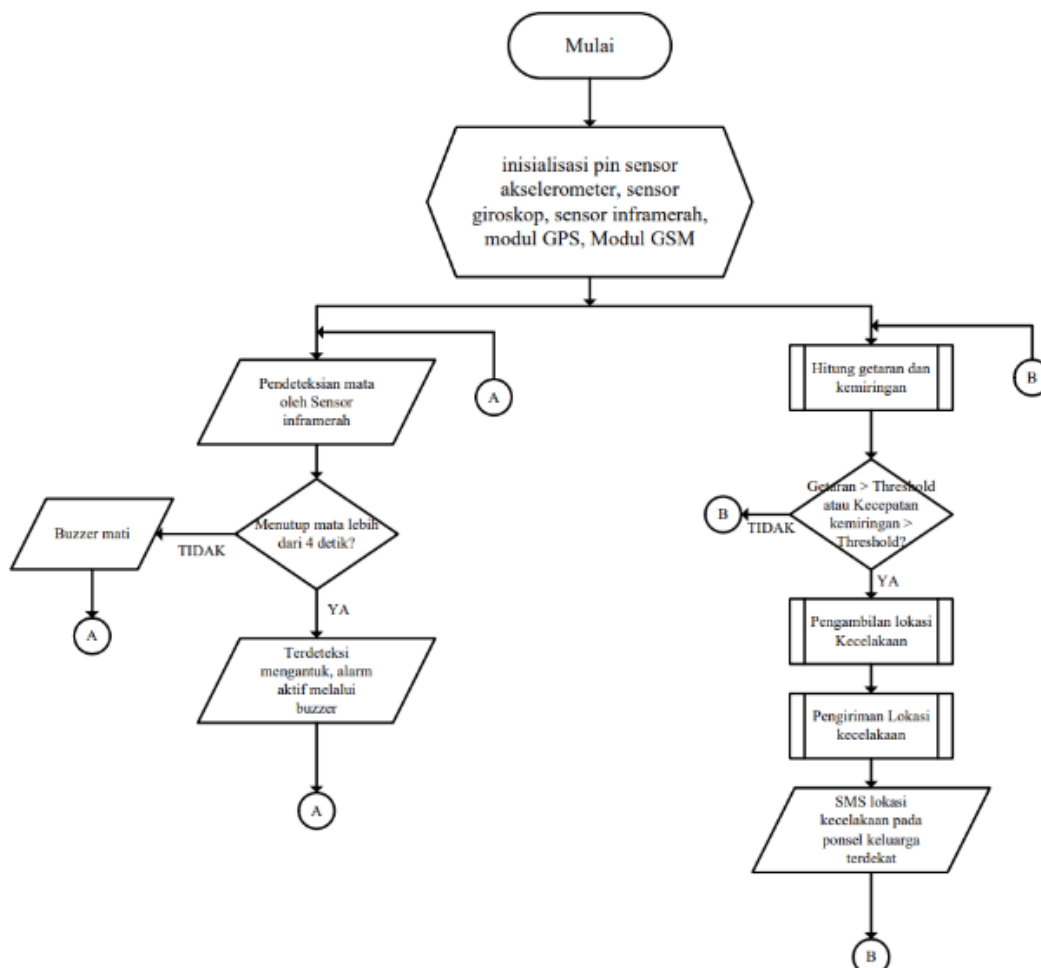 Mulai
inisialisasi pin sensor
akselerometer, sensor
giroskop, sensor inframerah,
modul GPS, Modul GSM
Pendeteksian mata
oleh Sensor
inframerah
A
Menutup mata lebih
dari 4 detik?
TIDAK
Buzzer mati
A
YA
Terdeteksi
mengantuk, alarm
aktif melalui
buzzer
A
Hitung getaran dan
kemiringan
B
Getaran > Threshold
atau Kecepatan
kemiringan >
Threshold?
TIDAK
B
YA
Pengambilan lokasi
Kecelakaan
Pengiriman Lokasi
kecelakaan
SMS lokasi
kecelakaan pada
ponsel keluarga
terdekat
B